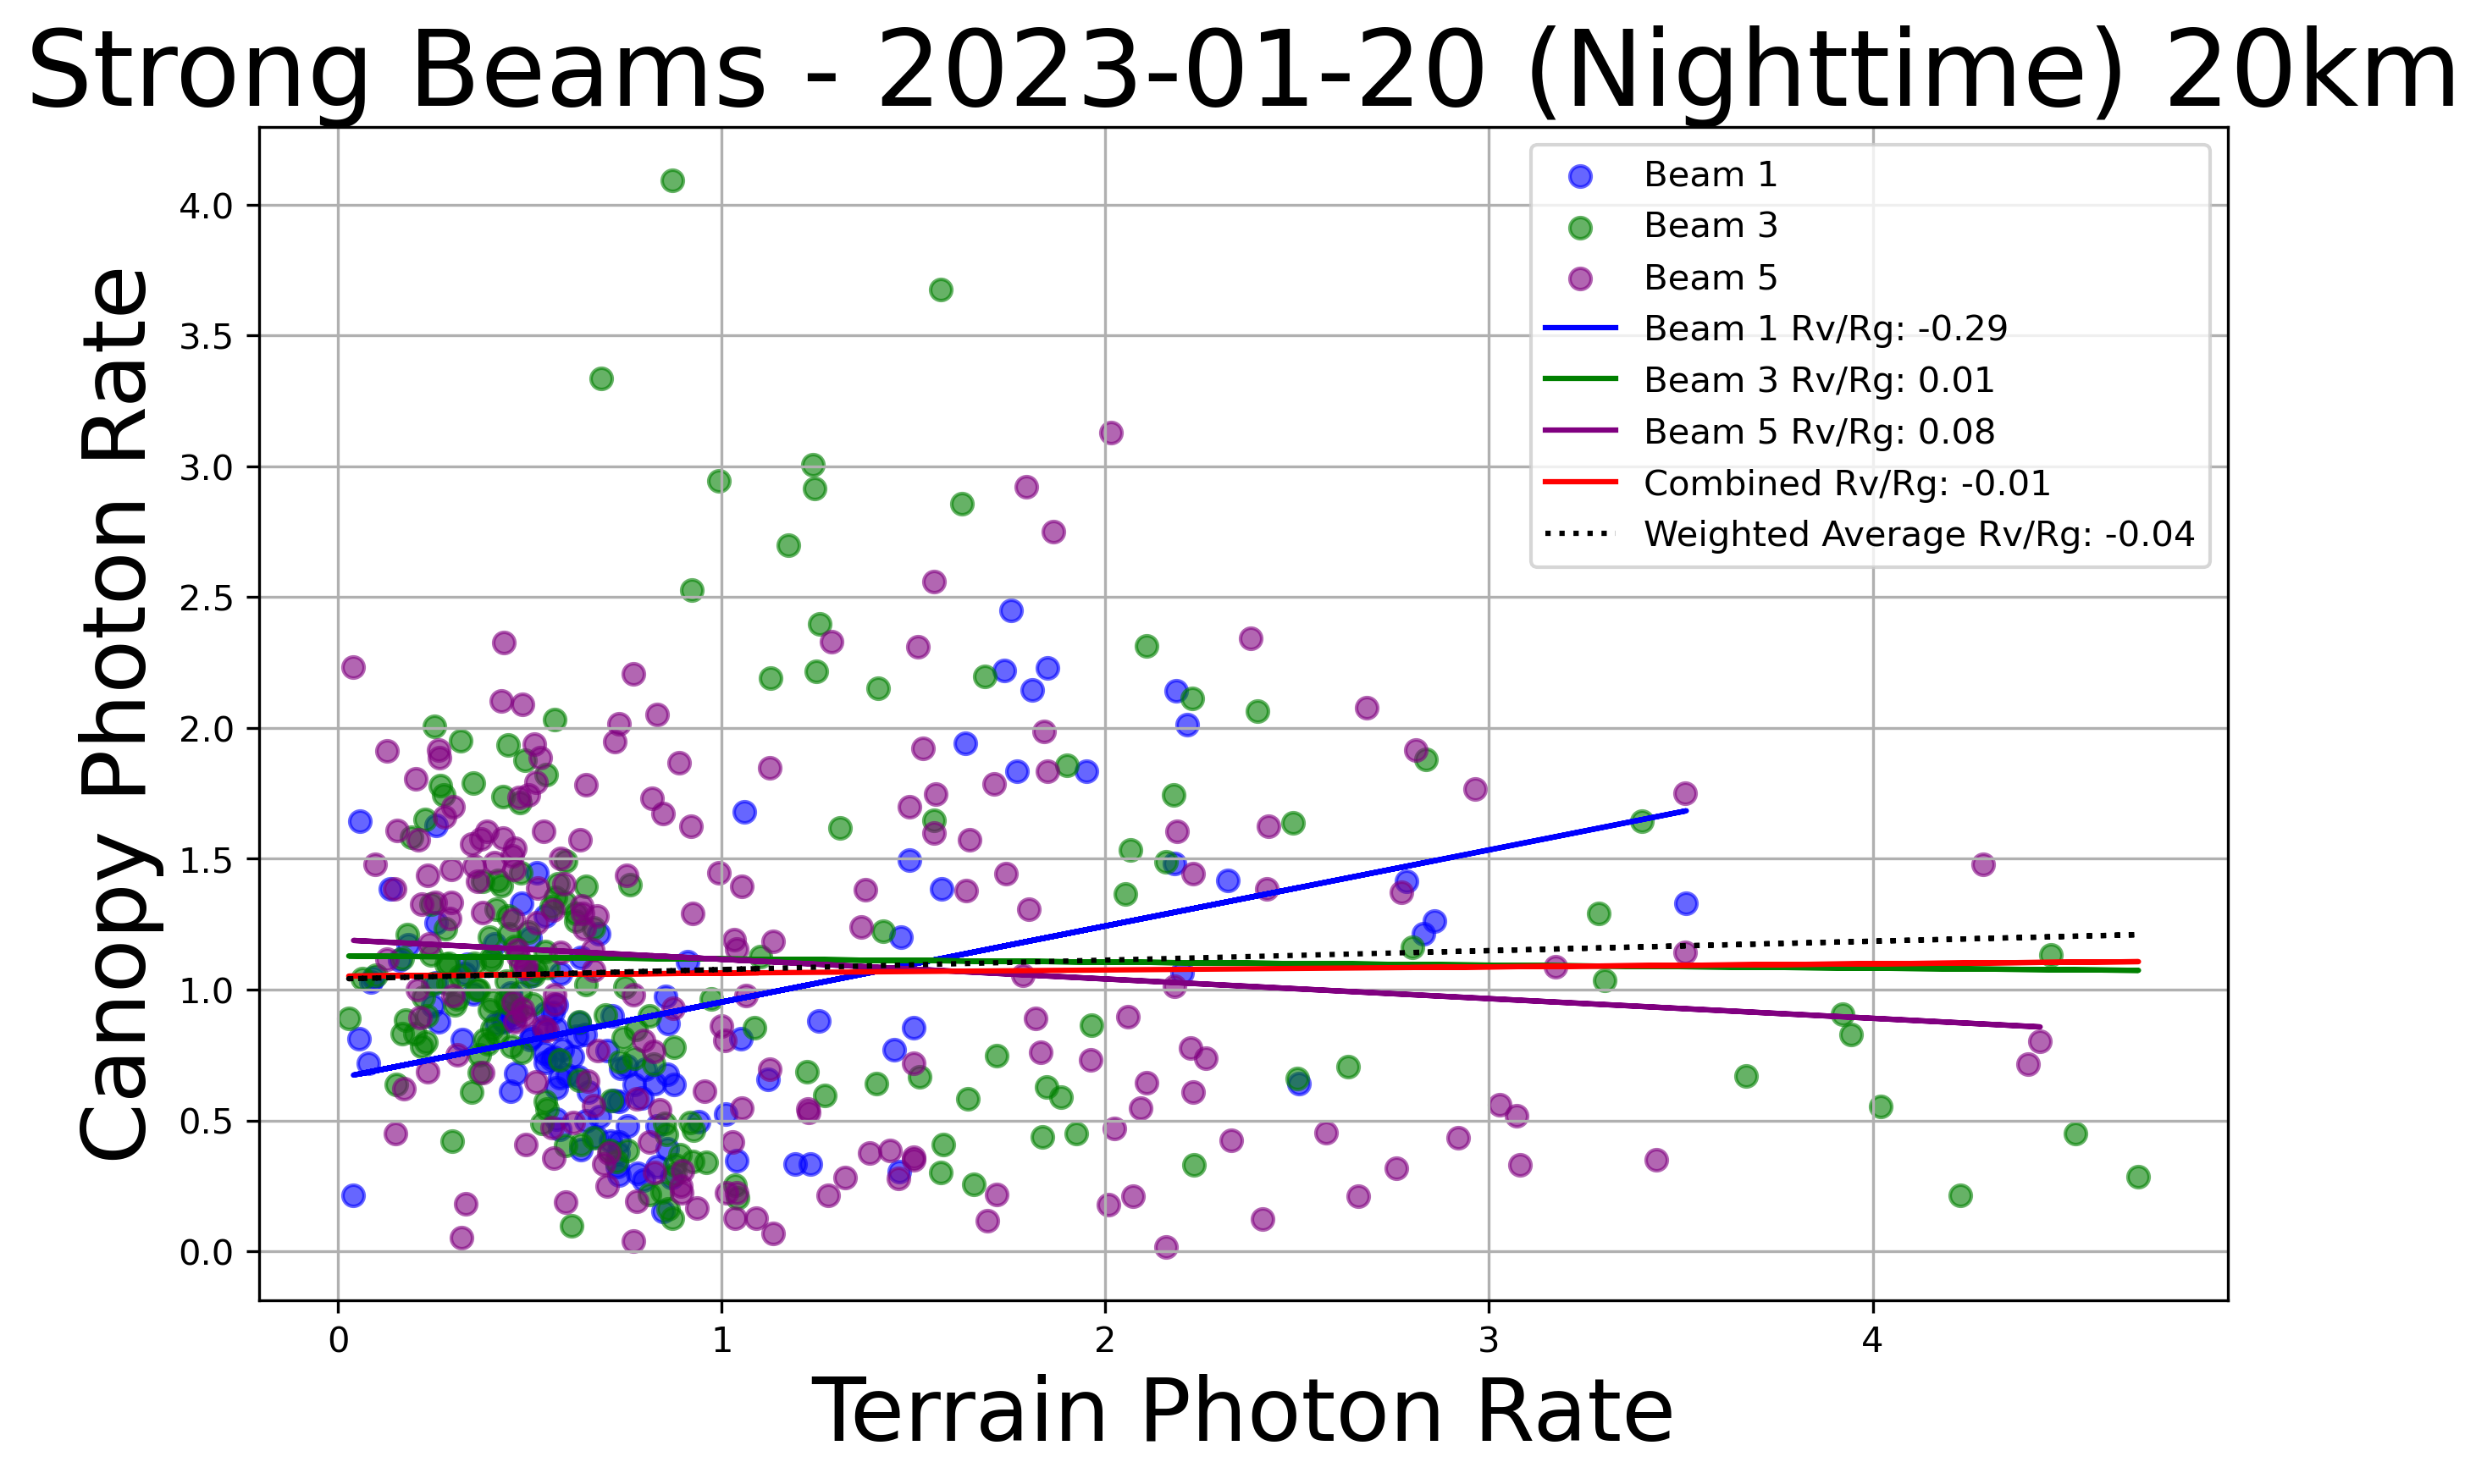 Strong Beams - 2023-01-20 (Nighttime) 20km
Canopy Photon Rate
4.0
3.5
3.0
2.5
2.0
1.5
1.0
0.5
0.0
Beam 1
Beam 3
Beam 5
Beam 1 Rv/Rg: -0.29
Beam 3 Rv/Rg: 0.01
Beam 5 Rv/Rg: 0.08
Combined Rv/Rg: -0.01
Weighted Average Rv/Rg: -0.04
0 1 2 3 4
Terrain Photon Rate